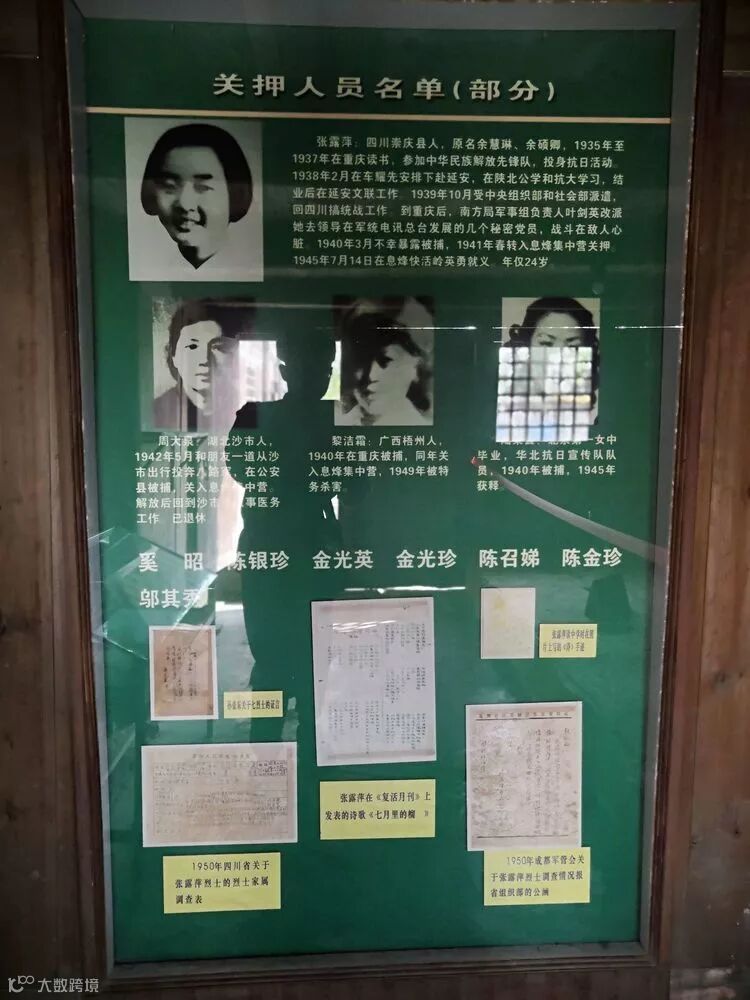 关押人员名单(部分)
张露萍：四川崇庆县人，原名余慧琳、余硕卿，1935年至
1937年在重庆读书，参加中华民族解放先锋队，投身抗日活动。
1938年2月在车耀先安排下赴延安，在陕北公学和抗大学习，结
业后在延安文联工作。1939年10月受中央组织部和社会部派遣，
回四川搞统战工作。到重庆后，南方局军事组负责人叶剑英改派
她去领导在军统电讯总台发展的几个秘密党员，战斗在敌人心
脏。1940年3月不幸暴露被捕，1941年春转入息烽集中营关押。
1945年7月14日在息烽快活岭英勇就义。年仅24岁。
周大 湖北沙市人，
1942年5月和朋友一道从沙
市出行投奔八路军，在公安
县被捕，关入息 中营。
解放后回到沙市 事医务
工作 已退休
黎洁霜：广西梧州人，
1940年在重庆被捕，同年关
入息烽集中营，1949年被特
务杀害。
第一女中
毕业，华北抗日宣传队队
员，1940年被捕，1945年
获释
奚 昭 陈银珍 金光英 金光珍 陈召娣 陈金珍
邬其秀
关于七烈士的证言
张露萍在《复活月刊》上
发表的诗歌《七月里的榴 》
1950年四川省关于
张露萍烈士的烈士家属
调查表
1950年成都军管会关
于张露萍烈士调查情况报
省组织部的公函
大数跨境